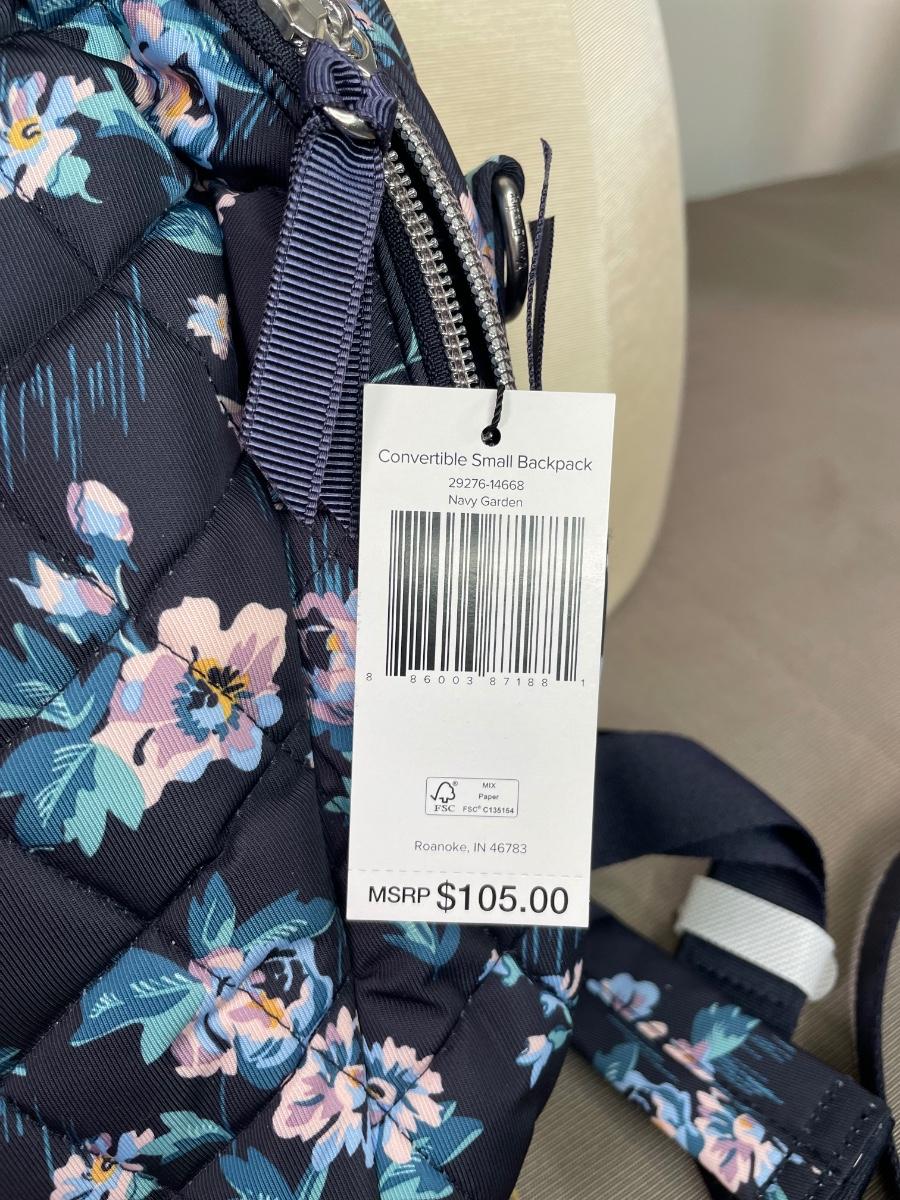 Convertible Small Backpack
29276-14668
Navy Garden
8 86003 87188 1
FSC®
MIX
Paper
FSC® C135154
Roanoke, IN 46783
MSRP $105.00